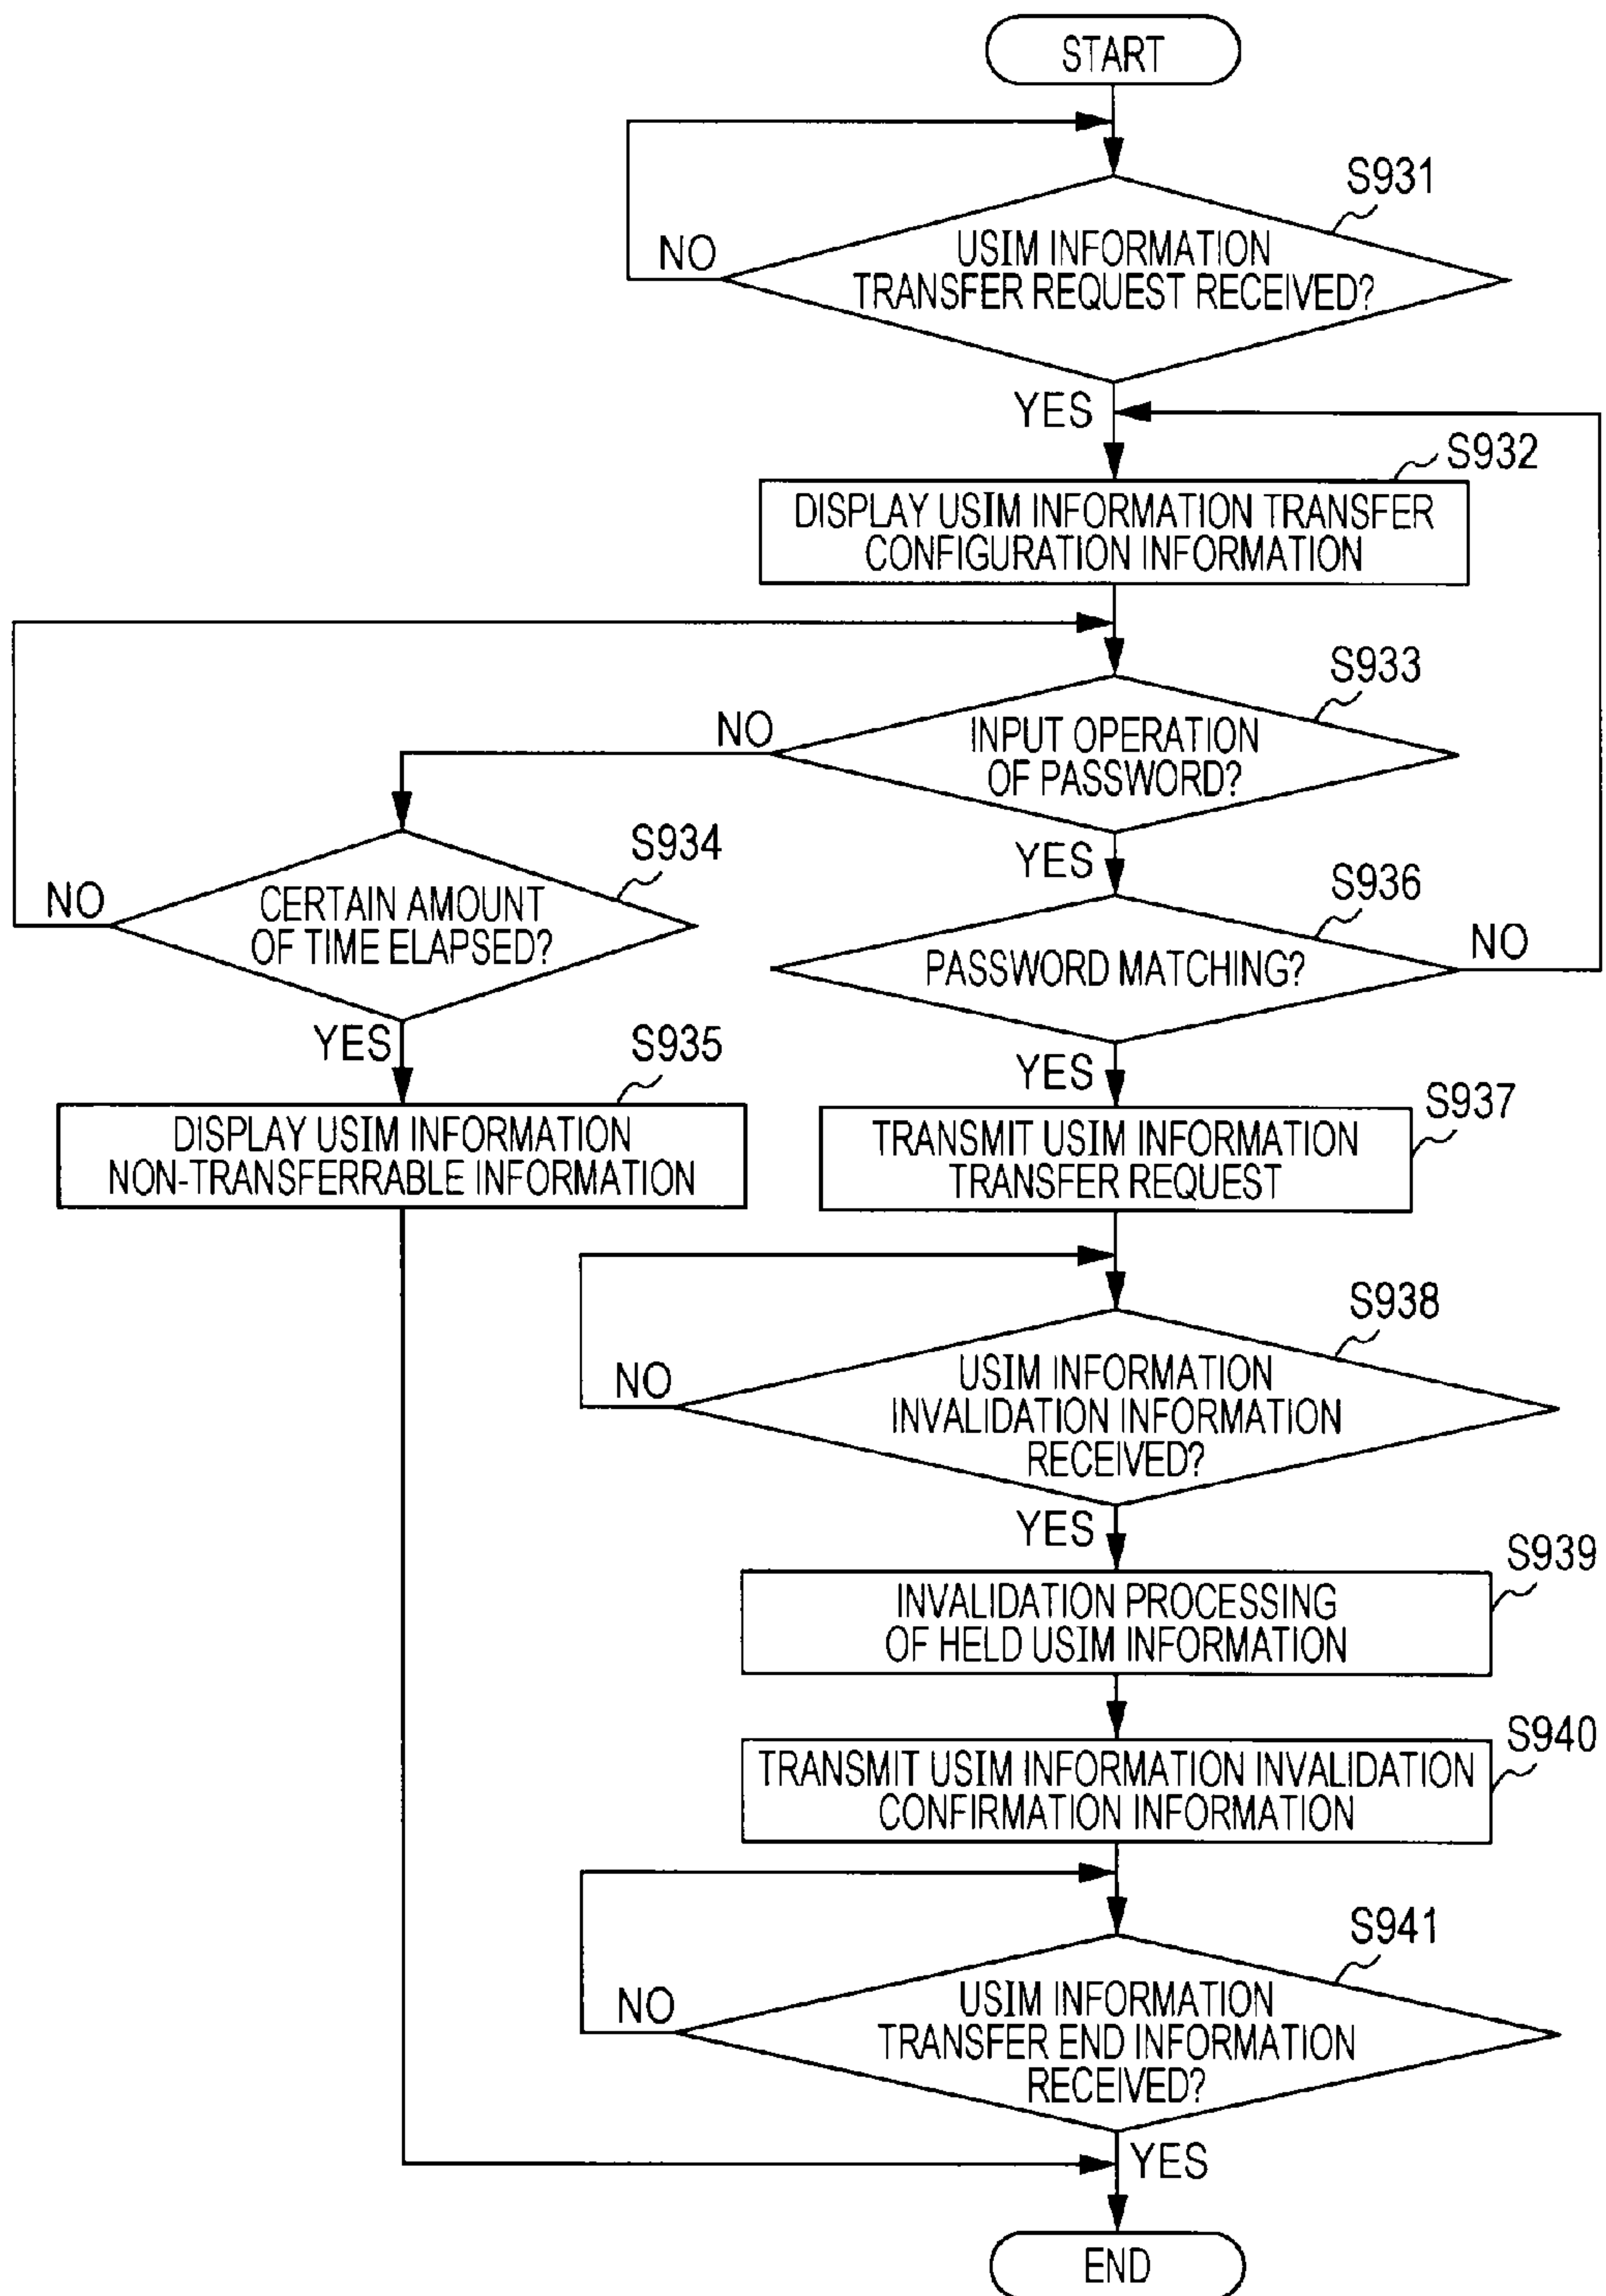 START
S931
NO
USIM INFORMATION
TRANSFER REQUEST RECEIVED?
YES
S932
DISPLAY USIM INFORMATION TRANSFER
CONFIGURATION INFORMATION
S933
NO
INPUT OPERATION
OF PASSWORD?
S934
YES
S936
NO
CERTAIN AMOUNT
OF TIME ELAPSED?
PASSWORD MATCHING?
NO
YES
S935
YES
S937
DISPLAY USIM INFORMATION
NON-TRANSFERRABLE INFORMATION
TRANSMIT USIM INFORMATION
TRANSFER REQUEST
S938
NO
USIM INFORMATION
INVALIDATION INFORMATION
RECEIVED?
YES
S939
INVALIDATION PROCESSING
OF HELD USIM INFORMATION
S940
TRANSMIT USIM INFORMATION INVALIDATION
CONFIRMATION INFORMATION
S941
NO
USIM INFORMATION
TRANSFER END INFORMATION
RECEIVED?
YES
END